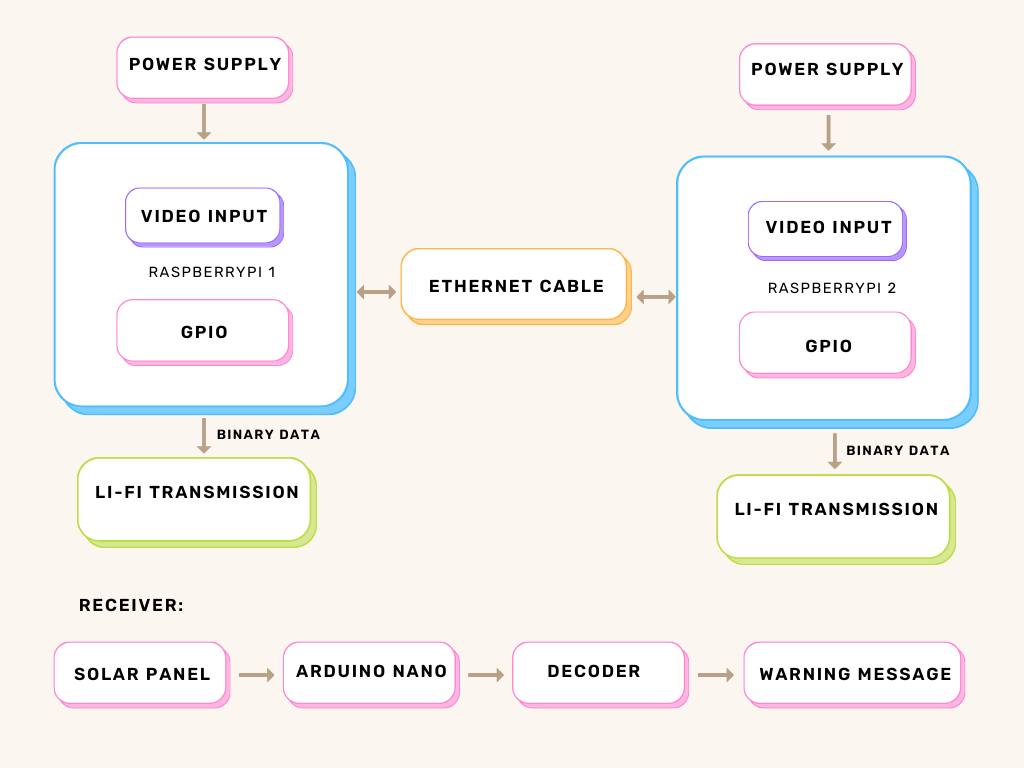 POWER SUPPLY
POWER SUPPLY
VIDEO INPUT
RASPBERRYPI 1
GPIO
ETHERNET CABLE
VIDEO INPUT
RASPBERRYPI 2
GPIO
BINARY DATA
LI-FI TRANSMISSION
BINARY DATA
LI-FI TRANSMISSION
RECEIVER:
SOLAR PANEL
ARDUINO NANO
DECODER
WARNING MESSAGE